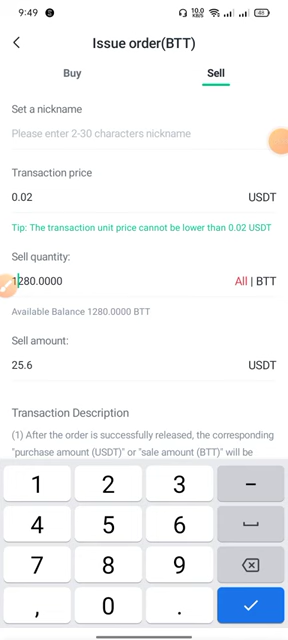 9:49
10.0
KB/S
46
Issue order(BTT)
Buy
Sell
Set a nickname
Please enter 2-30 characters nickname
Transaction price
0.02
USDT
Tip: The transaction unit price cannot be lower than 0.02 USDT
Sell quantity:
1280.0000
All | BTT
Available Balance 1280.0000 BTT
Sell amount:
25.6
USDT
Transaction Description
(1) After the order is successfully released, the corresponding
"purchase amount (USDT)" or "sale amount (BTT)" will be
1
2
3
−
4
5
6
7
8
9
,
0
.